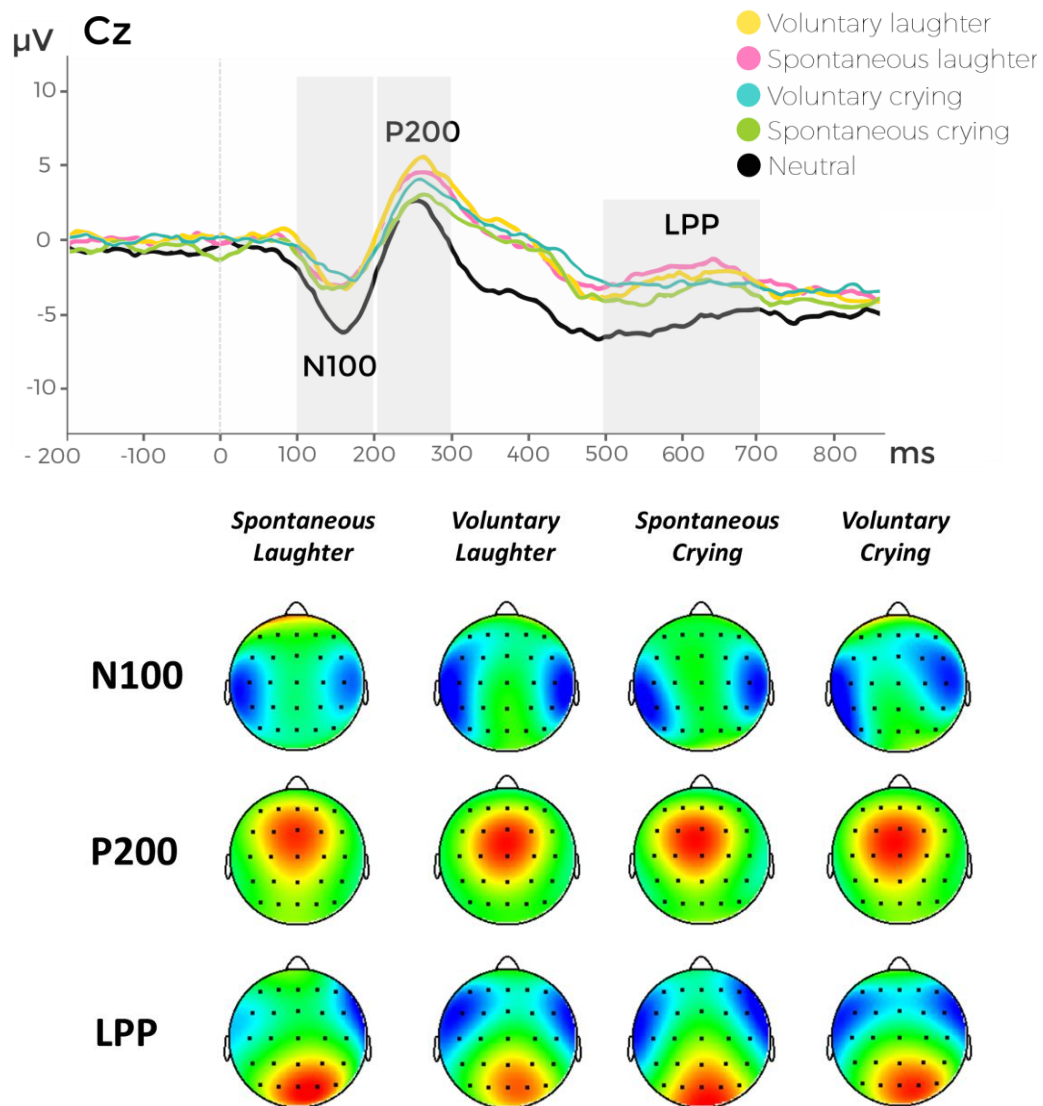 µV
Cz
Voluntary laughter
Spontaneous laughter
Voluntary crying
Spontaneous crying
Neutral
10
5
0
-5
-10
P200
N100
LPP
- 200
-100
0
100
200
300
400
500
600
700
800
ms
Spontaneous
Laughter
Voluntary
Laughter
Spontaneous
Crying
Voluntary
Crying
N100
P200
LPP